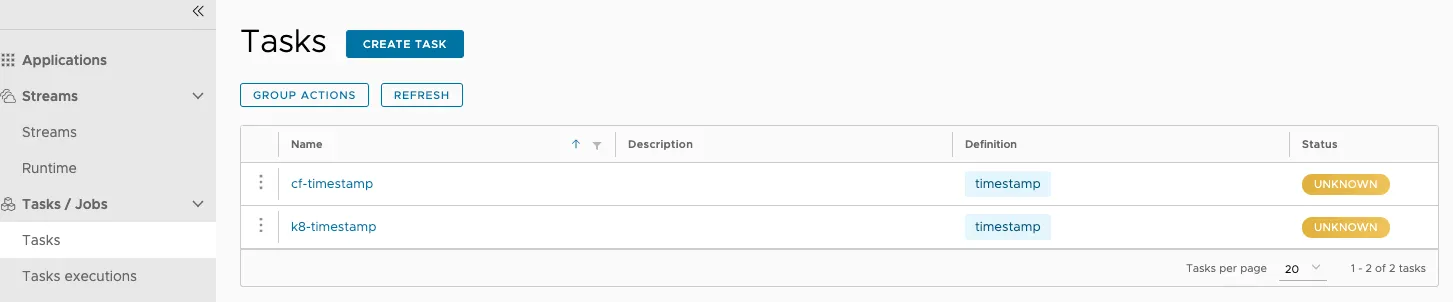 Applications
Streams
Streams
Runtime
Tasks / Jobs
Tasks
Tasks executions
Tasks CREATE TASK
GROUP ACTIONS REFRESH
Name Description Definition Status
cf-timestamp timestamp UNKNOWN
k8-timestamp timestamp UNKNOWN
Tasks per page 20 1 - 2 of 2 tasks